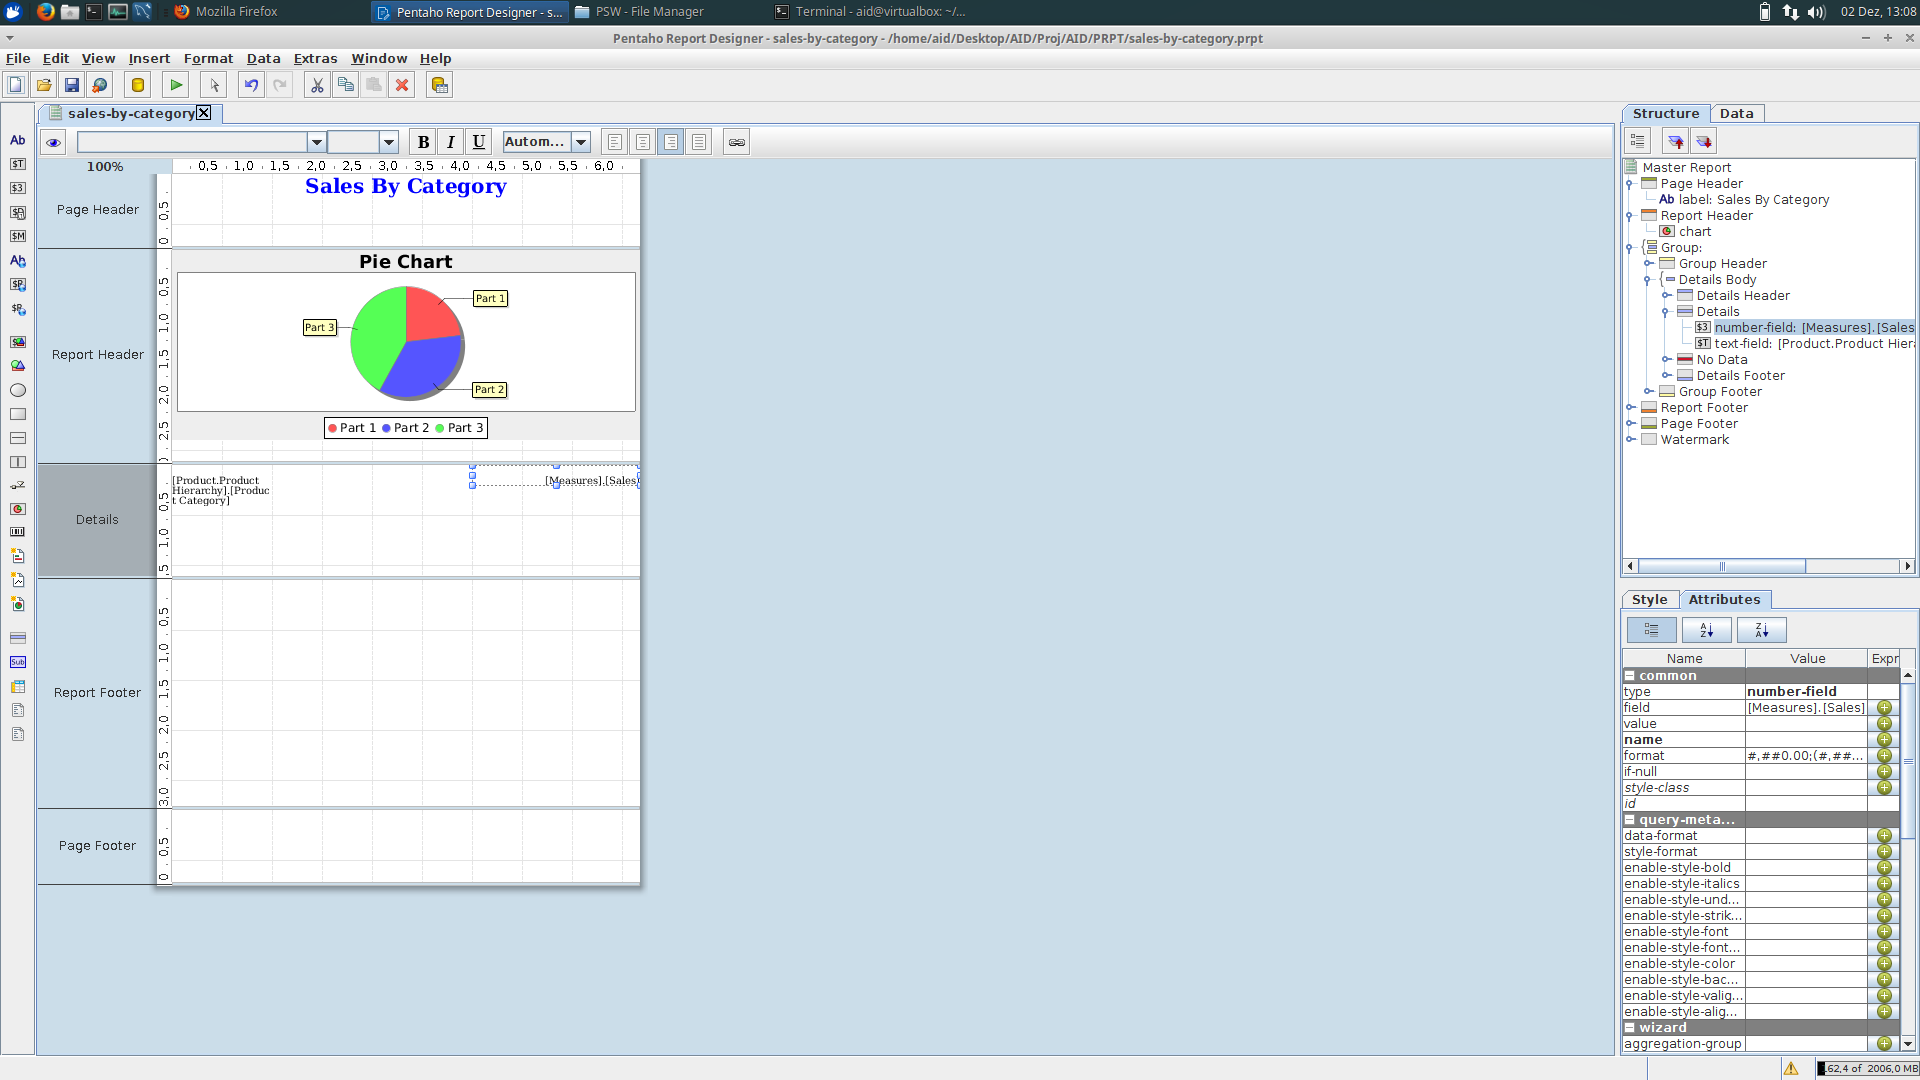 Mozilla Firefox
Pentaho Report Designer - s...
PSW - File Manager
Terminal - aid@virtualbox: ~/...
02 Dez, 13:08
Pentaho Report Designer - sales-by-category - /home/aid/Desktop/AID/Proj/AID/PRPT/sales-by-category.prpt
File Edit View Insert Format Data Extras Window Help
sales-by-category
B I U Autom...
100%
0,5 1,0 1,5 2,0 2,5 3,0 3,5 4,0 4,5 5,0 5,5 6,0
Page Header
Sales By Category
Report Header
Pie Chart
Part 1
Part 3
Part 2
Part 1 Part 2 Part 3
Details
[Product.Product
Hierarchy].[Produc
t Category]
[Measures].[Sales
Report Footer
Page Footer
Structure Data
Master Report
Page Header
Ab label: Sales By Category
Report Header
chart
Group:
Group Header
Details Body
Details Header
Details
number-field: [Measures].[Sales
text-field: [Product.Product Hier
No Data
Details Footer
Group Footer
Report Footer
Page Footer
Watermark
Style Attributes
Name Value Expr
common
type number-field
field [Measures].[Sales]
value
name
format #,##0.00;(#,##...
if-null
style-class
id
query-meta...
data-format
style-format
enable-style-bold
enable-style-italics
enable-style-und...
enable-style-strik...
enable-style-font
enable-style-font...
enable-style-color
enable-style-bac...
enable-style-valig...
enable-style-alig...
wizard
aggregation-group
62,4 of 2006,0 MB